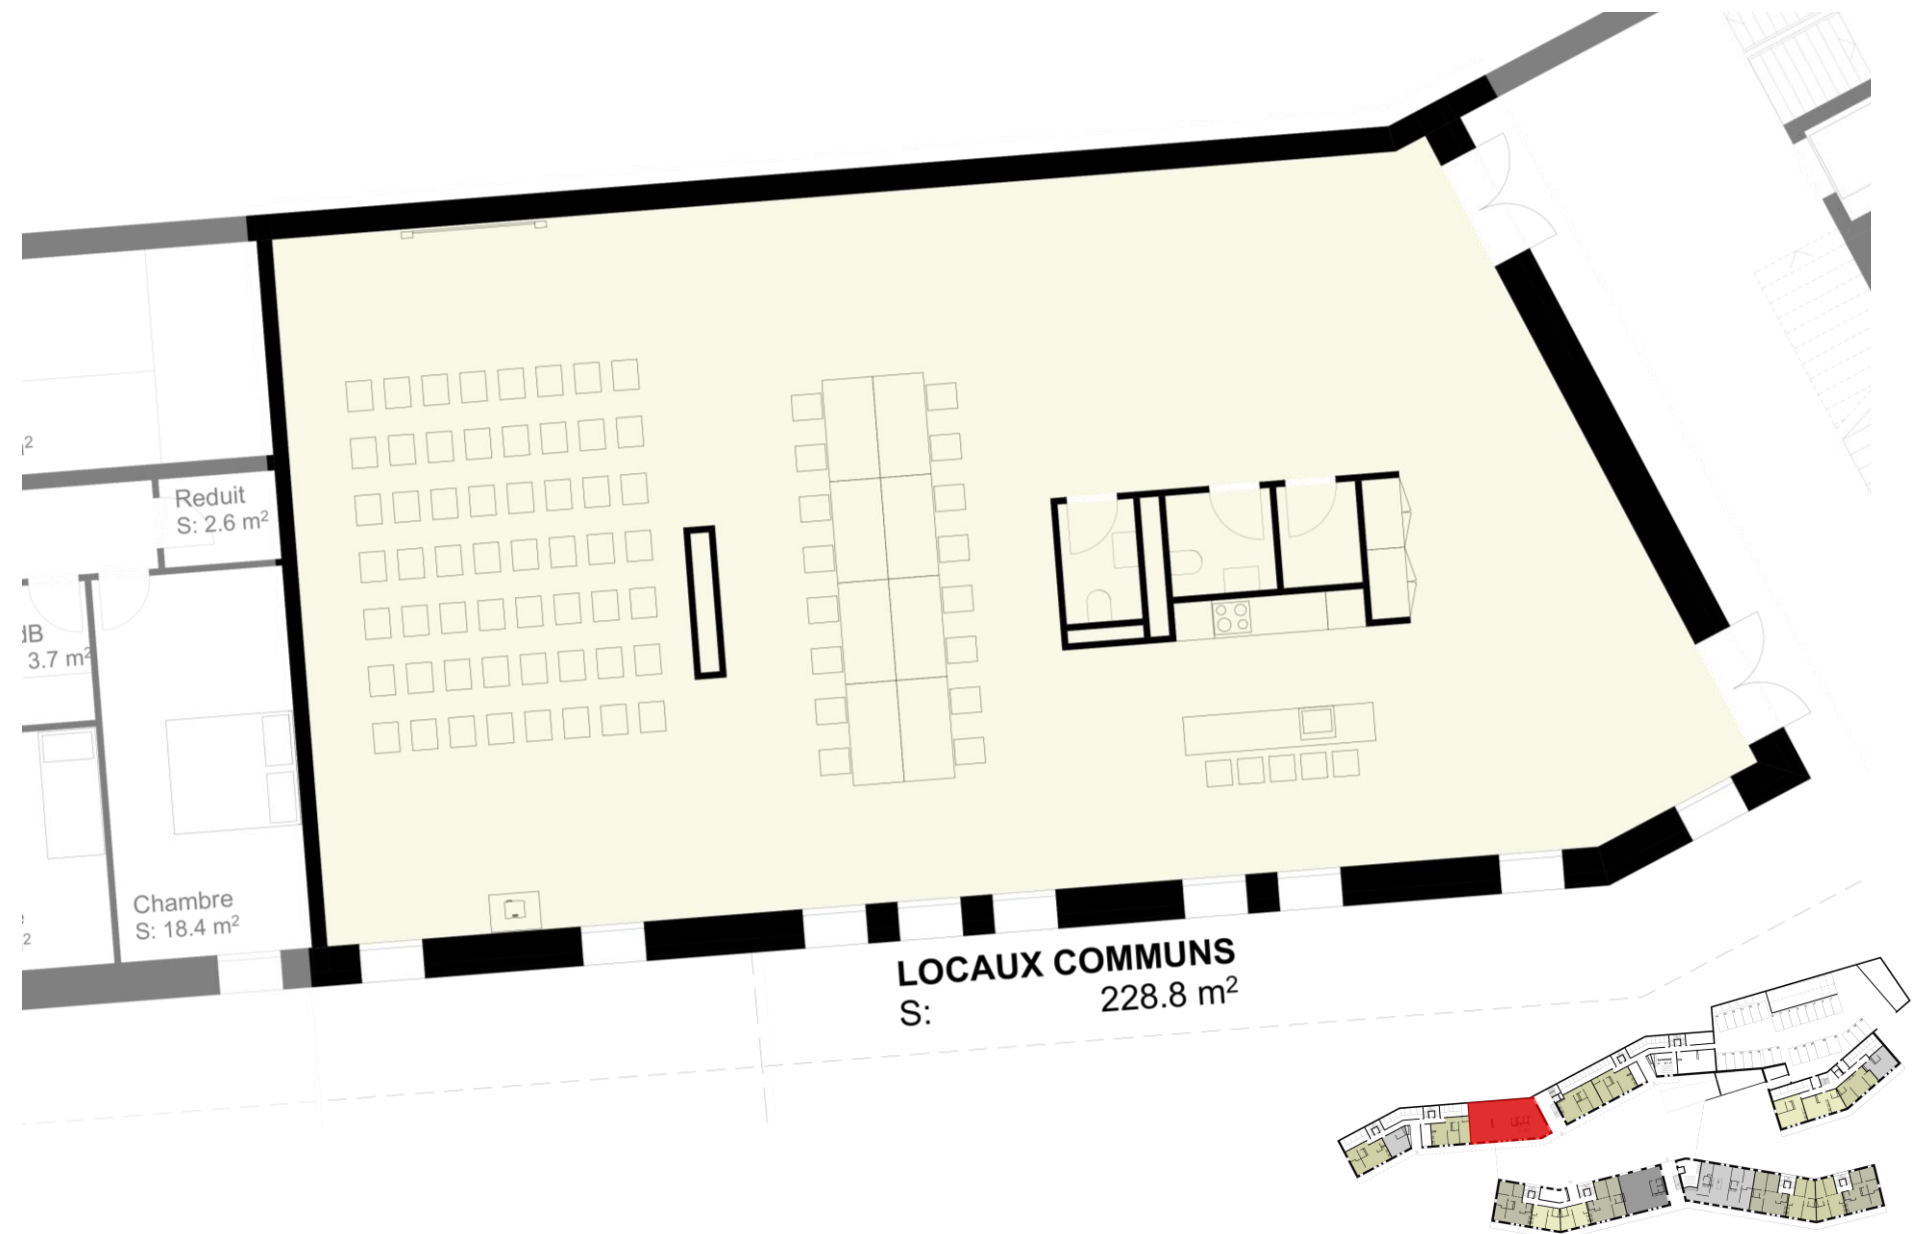 Reduit
S: 2.6 m²
3.7 m²
Chambre
S: 18.4 m²
LOCAUX COMMUNS
S: 228.8 m²